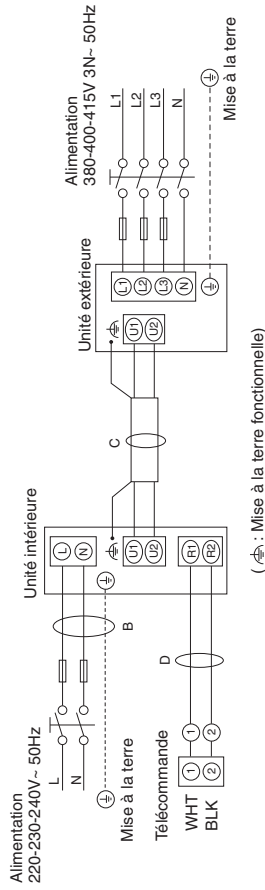 Alimentation
220-230-240V~ 50Hz
L
N
Mise à la terre
Télécommande
WHT
BLK
1
2
1
2
B
D
Unité intérieure
L
N
U1
U2
R1
R2
C
Unité extérieure
U1
U2
L1
L2
L3
N
Alimentation
380-400-415V 3N~ 50Hz
L1
L2
L3
N
Mise à la terre
( : Mise à la terre fonctionnelle)